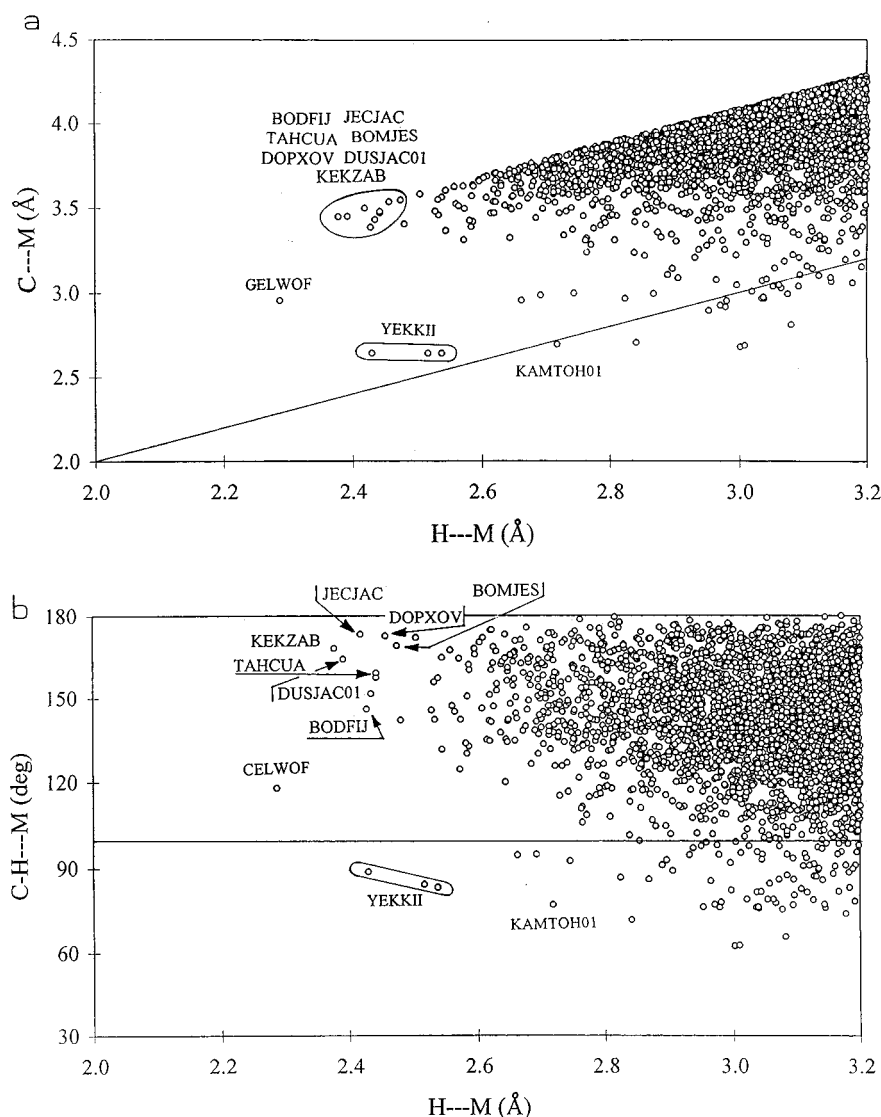 a
4.5
BODFIJ JECJAC
TAHCUA BOMJES
DOPXOV DUSJAC01
KEKZAB
4.0
3.5
C---M (Å)
GELWOF
3.0
YEKKII
KAMTOH01
2.5
2.0
2.0 2.2 2.4 2.6 2.8 3.0 3.2
H---M (Å)
b
JECJAC
BOMJES
DOPXOV
180
KEKZAB
TAHCUA
DUSJAC01
150
BODFIJ
C-H---M (deg)
CELWOF
120
90
YEKKII
KAMTOH01
60
30
2.0 2.2 2.4 2.6 2.8 3.0 3.2
H---M (Å)